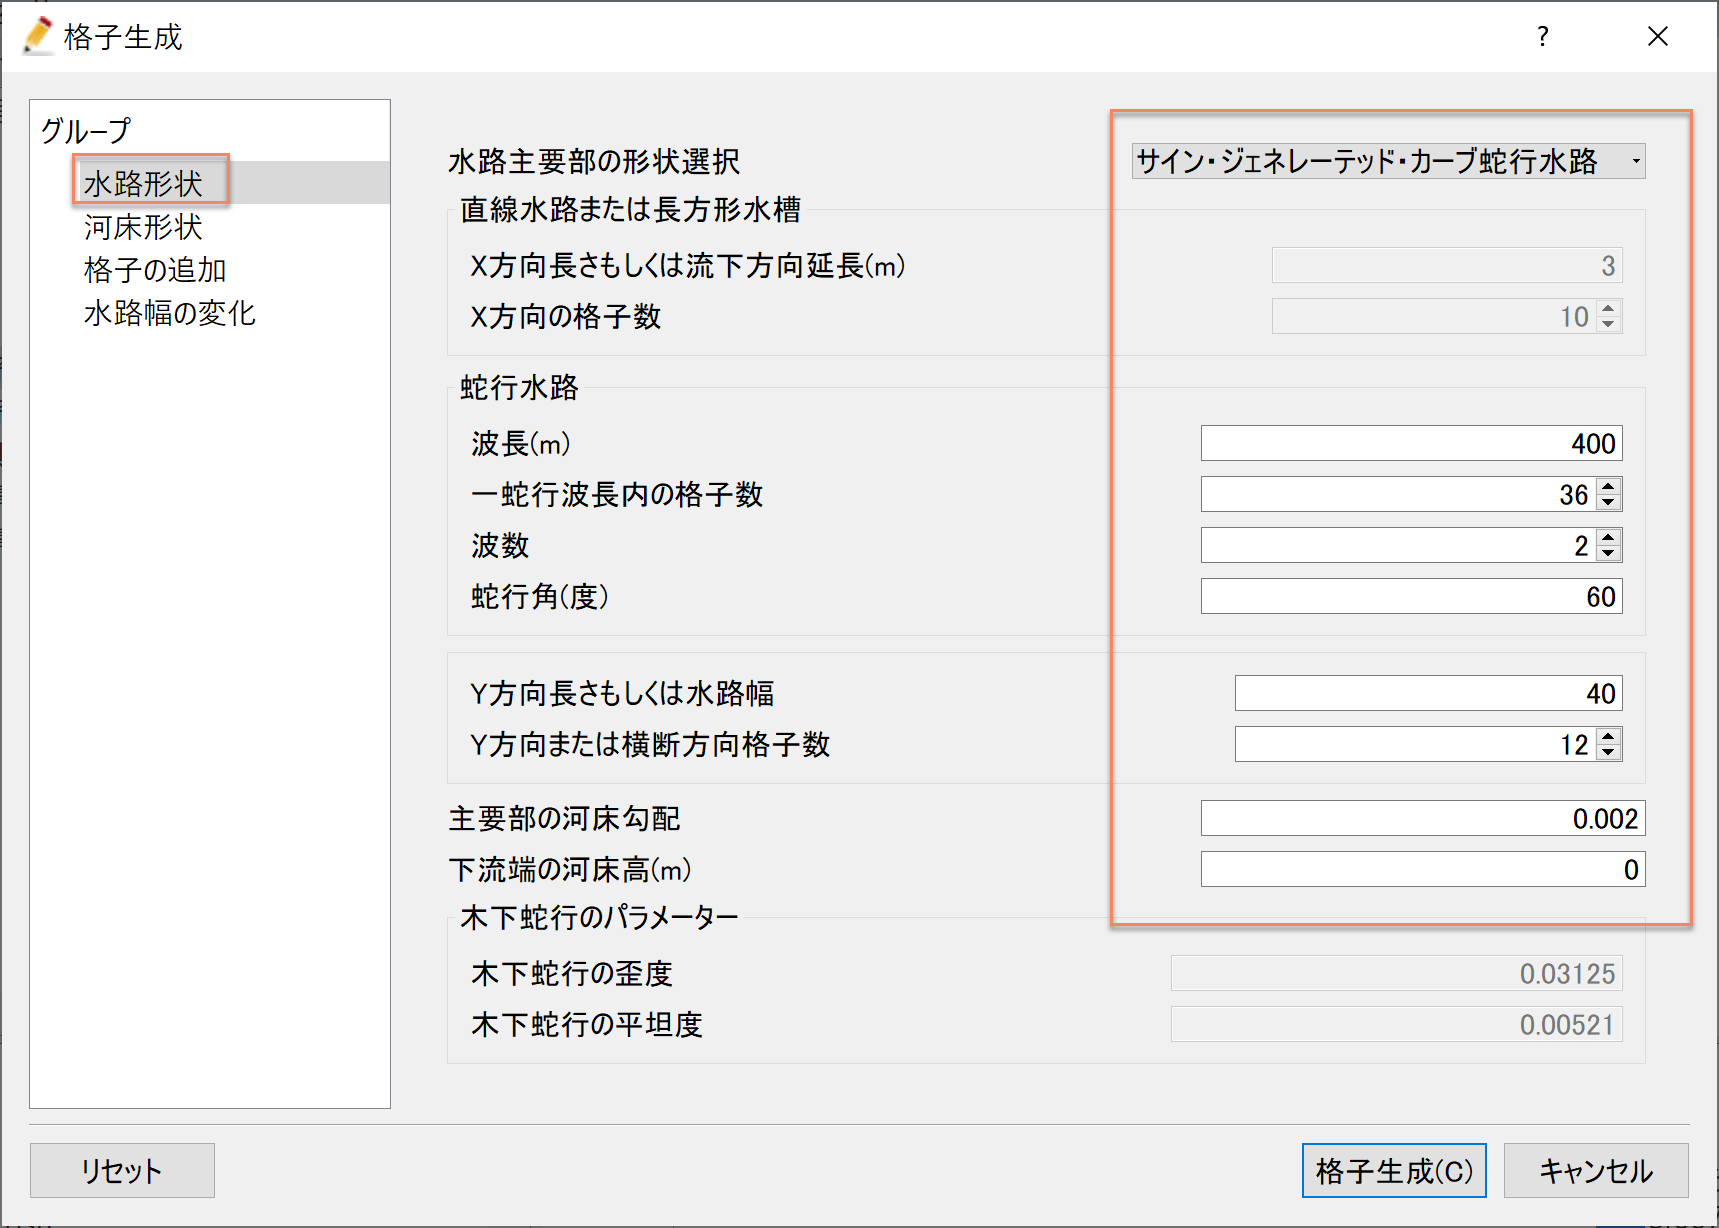 格子生成
?
グループ
水路形状
河床形状
格子の追加
水路幅の変化
水路主要部の形状選択 サイン・ジェネレーテッド・カーブ蛇行水路
直線水路または長方形水槽
X方向長さもしくは流下方向延長(m) 3
X方向の格子数 10
蛇行水路
波長(m) 400
一蛇行波長内の格子数 36
波数 2
蛇行角(度) 60
Y方向長さもしくは水路幅 40
Y方向または横断方向格子数 12
主要部の河床勾配 0.002
下流端の河床高(m) 0
木下蛇行のパラメーター
木下蛇行の歪度 0.03125
木下蛇行の平坦度 0.00521
リセット 格子生成(C) キャンセル